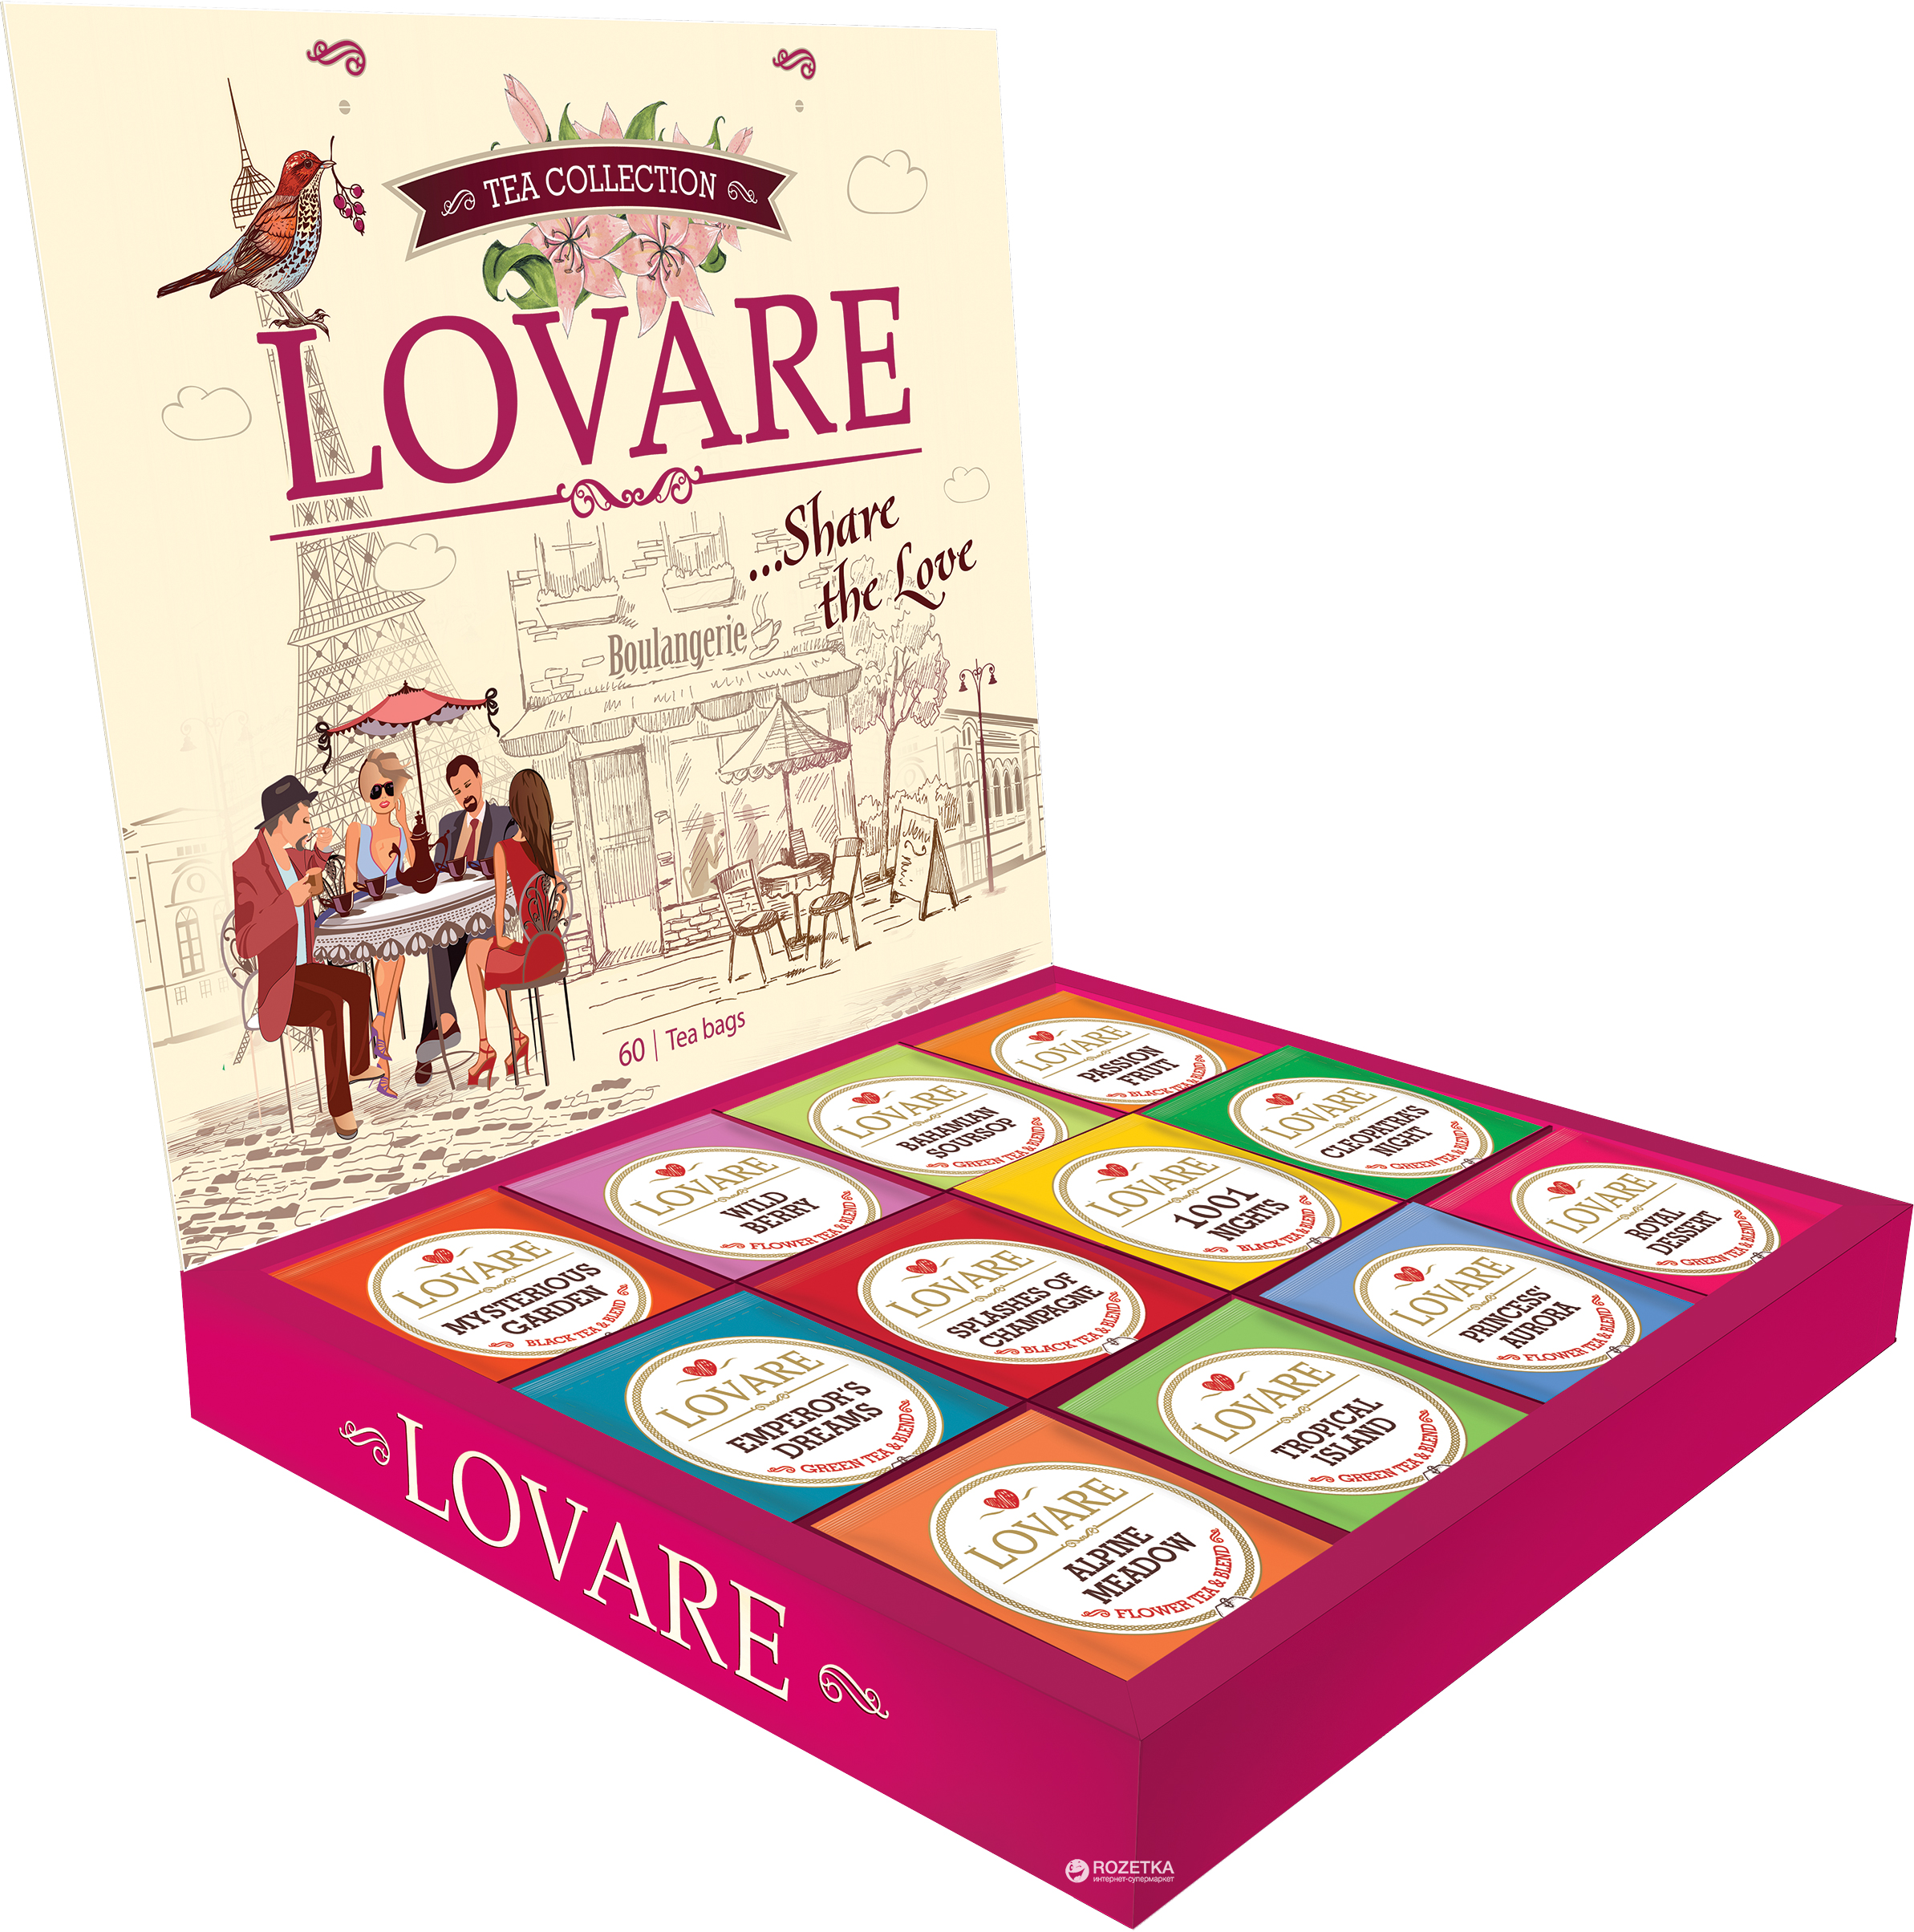 TEA COLLECTION
LOVARE
...Share
the Love
Boulangerie
Menu
60 | Tea bags
LOVARE
PASSION
FRUIT
BLACK TEA & BLEND
LOVARE
BAHAMIAN
SOURSOP
GREEN TEA & BLEND
LOVARE
CLEOPATRA'S
NIGHT
GREEN TEA & BLEND
LOVARE
WILD
BERRY
FLOWER TEA & BLEND
LOVARE
1001
NIGHTS
BLACK TEA & BLEND
LOVARE
ROYAL
DESSERT
GREEN TEA & BLEND
LOVARE
MYSTERIOUS
GARDEN
BLACK TEA & BLEND
LOVARE
SPLASHES OF
CHAMPAGNE
BLACK TEA & BLEND
LOVARE
PRINCESS'
AURORA
FLOWER TEA & BLEND
LOVARE
EMPEROR'S
DREAMS
GREEN TEA & BLEND
LOVARE
TROPICAL
ISLAND
GREEN TEA & BLEND
LOVARE
ALPINE
MEADOW
FLOWER TEA & BLEND
LOVARE
ROZETKA
интернет-супермаркет